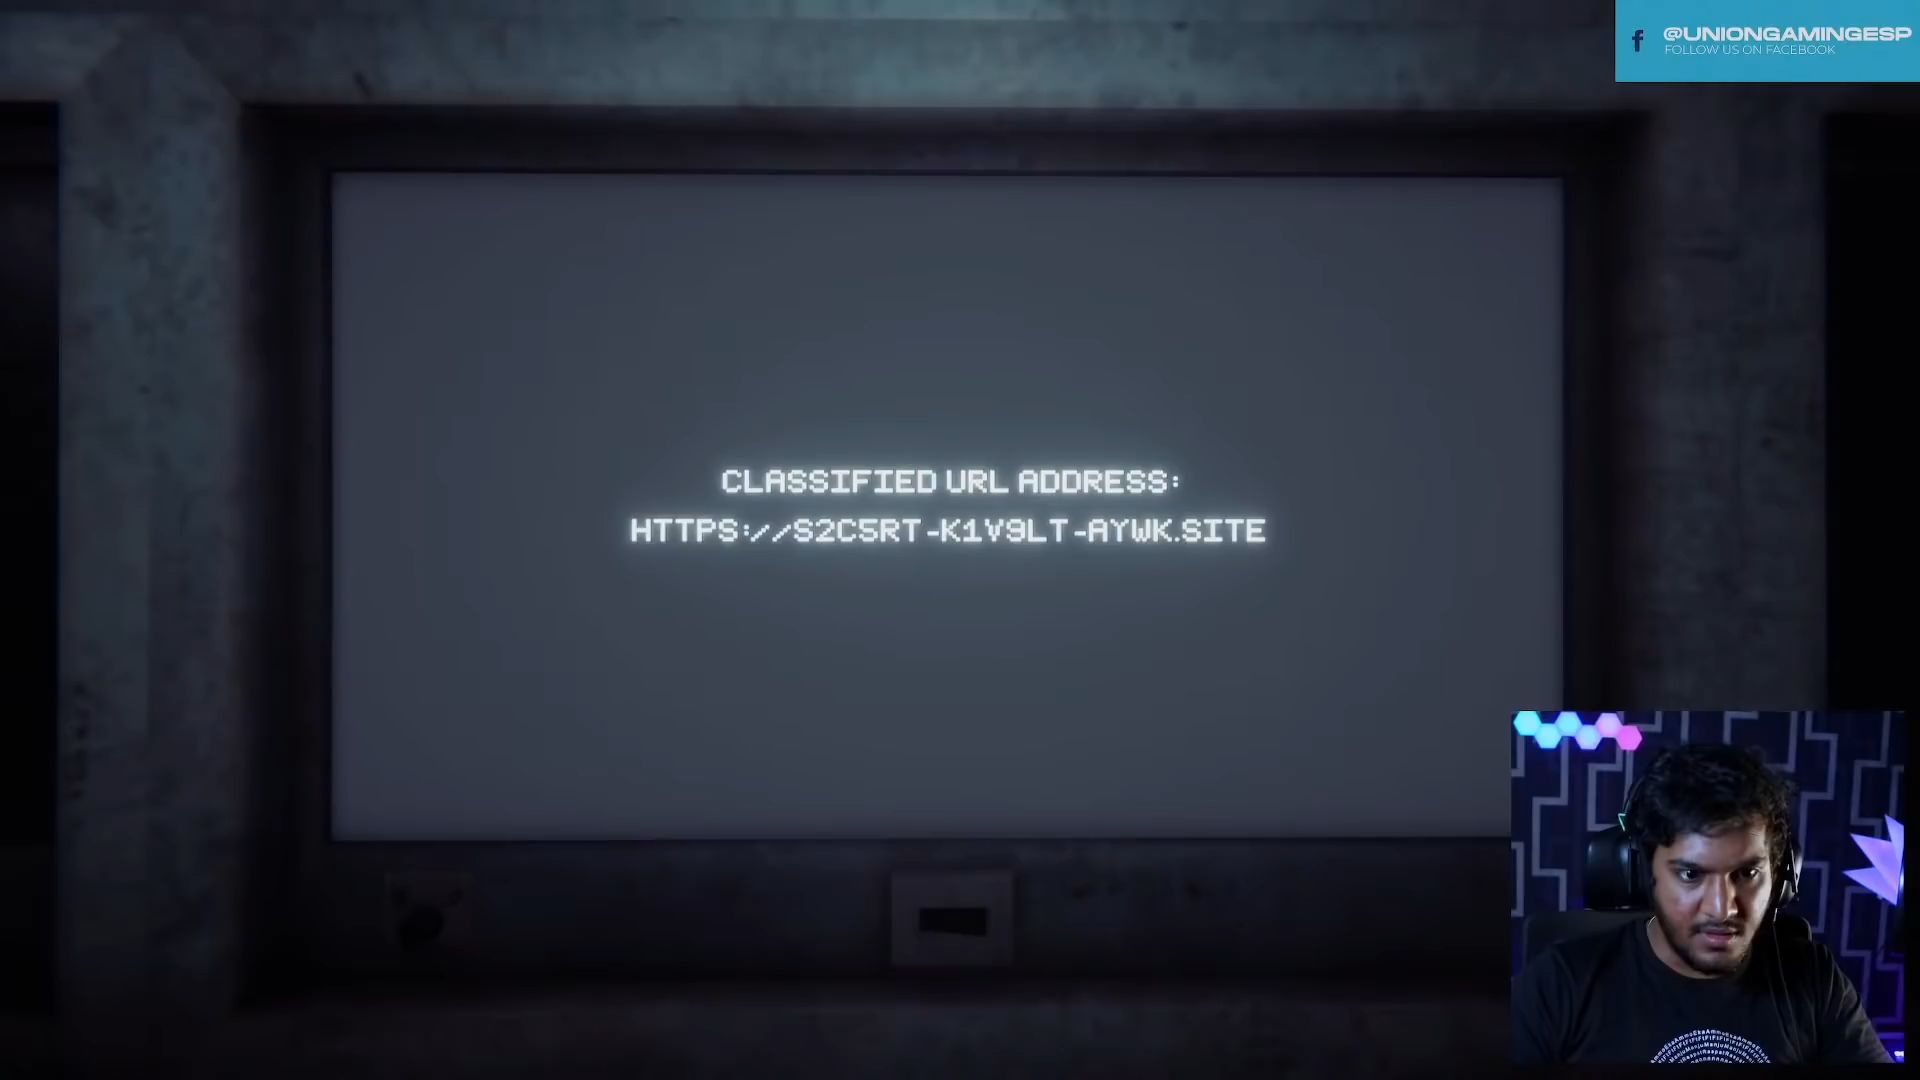 @UNIONGAMINGESP
FOLLOW US ON FACEBOOK
CLASSIFIED URL ADDRESS:
HTTPS://S2C5RT-K1V9LT-AYWK.SITE